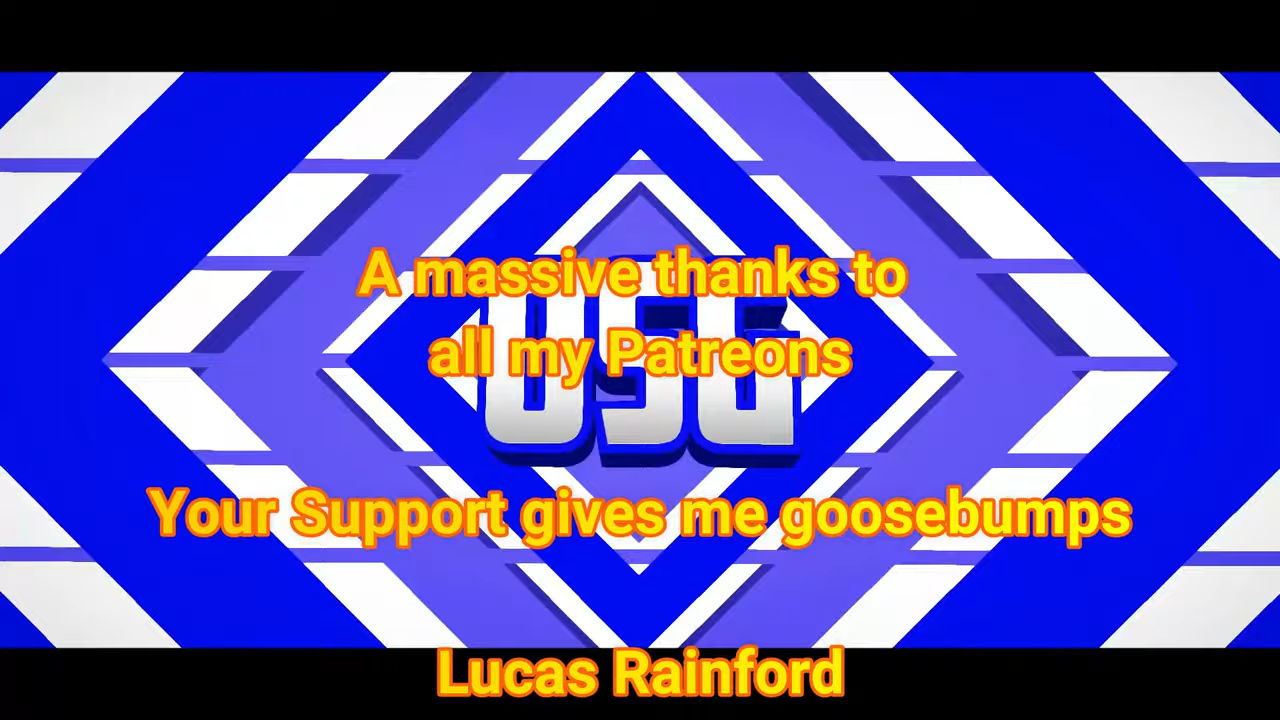 A massive thanks to
all my Patreons
USG
Your Support gives me goosebumps
Lucas Rainford